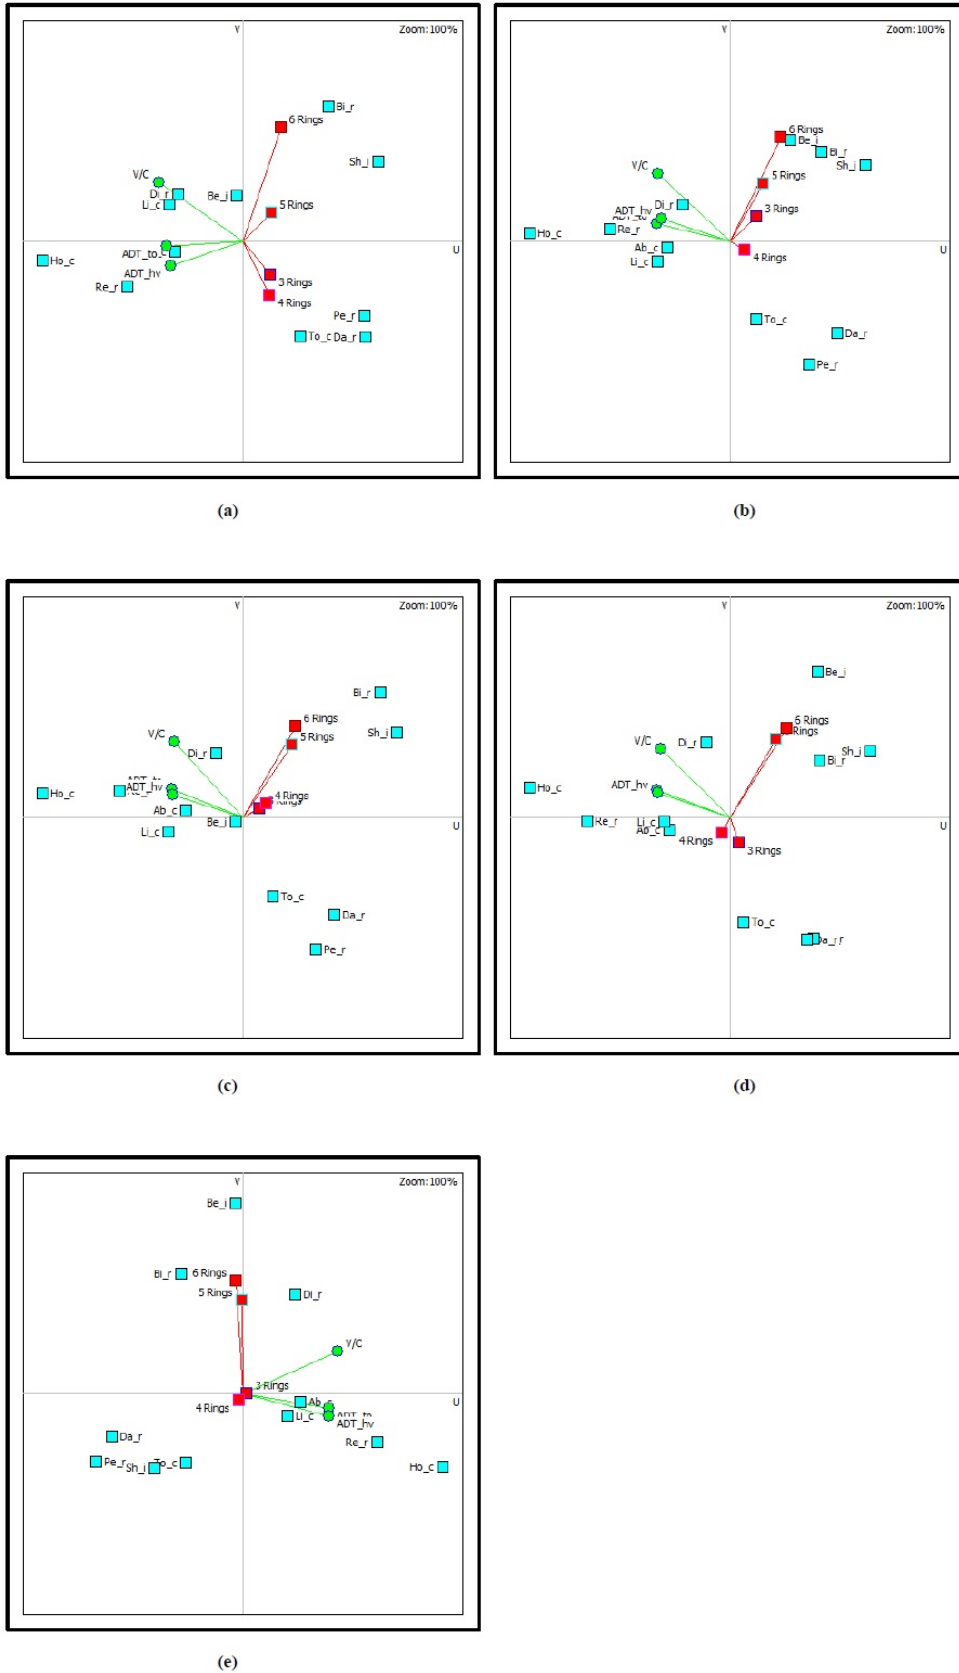 V
Zoom:100%
Bi_r
6 Rings
Sh_i
V/C
Di_r
Be_i
Li_c
5 Rings
U
ADT_to
Ho_c
ADT_hv
3 Rings
Re_r
4 Rings
Pe_r
To_c
Da_r
(a)
V
Zoom:100%
6 Rings
Be_i
Bi_r
Sh_i
V/C
5 Rings
Di_r
ADT_hv
3 Rings
Ho_c
Re_r
Ab_c
U
4 Rings
Li_c
To_c
Da_r
Pe_r
(b)
V
Zoom:100%
Bi_r
6 Rings
Sh_i
V/C
5 Rings
Di_r
ADT_hv
Ho_c
4 Rings
Ab_c
Be_i
U
Li_c
To_c
Da_r
Pe_r
(c)
V
Zoom:100%
Be_i
6 Rings
V/C
Di_r
Rings
Sh_i
Bi_r
ADT_hv
Ho_c
Re_r
Li_c
U
Ab_c
4 Rings
3 Rings
To_c
Da_r
(d)
V
Zoom:100%
Be_i
Bi_r
6 Rings
5 Rings
Di_r
V/C
3 Rings
U
4 Rings
Li_c
ADT_hv
Da_r
Re_r
Pe_r
Sh_i
To_c
Ho_c
(e)